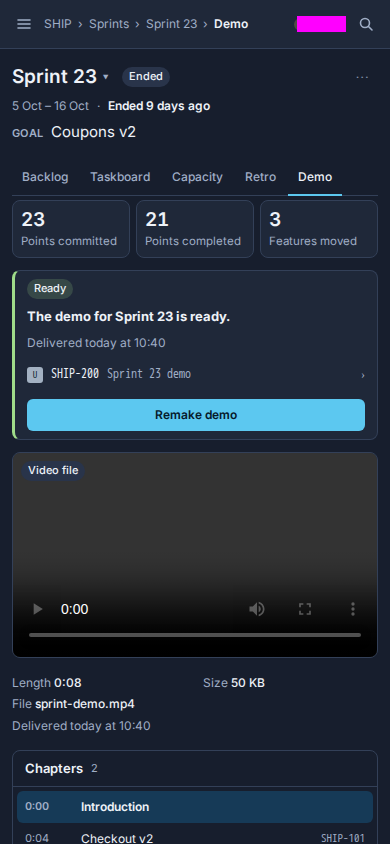 SHIP › Sprints › Sprint 23 › Demo
Sprint 23 Ended
5 Oct – 16 Oct · Ended 9 days ago
GOAL Coupons v2
Backlog Taskboard Capacity Retro Demo
23 21 3
Points committed Points completed Features moved
Ready
The demo for Sprint 23 is ready.
Delivered today at 10:40
U SHIP-200 Sprint 23 demo ›
Remake demo
Video file
0:00
Length 0:08 Size 50 KB
File sprint-demo.mp4
Delivered today at 10:40
Chapters 2
0:00 Introduction
0:04 Checkout v2 SHIP-101